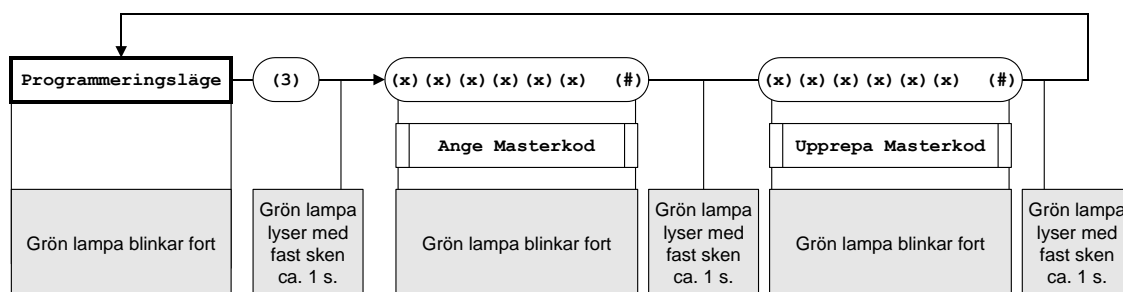 Programmeringsläge
(3)
(x)(x)(x)(x)(x)(x) (#)
(x)(x)(x)(x)(x)(x) (#)
Ange Masterkod
Upprepa Masterkod
Grön lampa blinkar fort
Grön lampa
lyser med
fast sken
ca. 1 s.
Grön lampa blinkar fort
Grön lampa
lyser med
fast sken
ca. 1 s.
Grön lampa blinkar fort
Grön lampa
lyser med
fast sken
ca. 1 s.